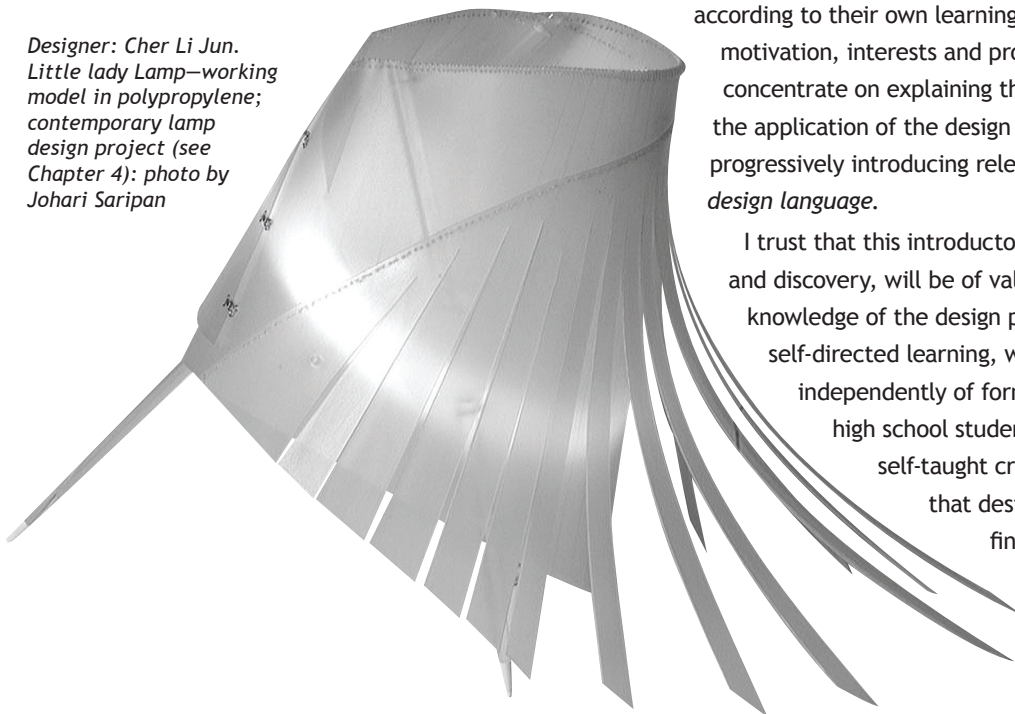 Designer: Cher Li Jun.
Little lady Lamp—working
model in polypropylene;
contemporary lamp
design project (see
Chapter 4): photo by
Johari Saripan
according to their own learning
motivation, interests and pro
concentrate on explaining th
the application of the design
progressively introducing rele
design language.
I trust that this introducto
and discovery, will be of val
knowledge of the design p
self-directed learning, w
independently of for
high school studen
self-taught cr
that des
fin